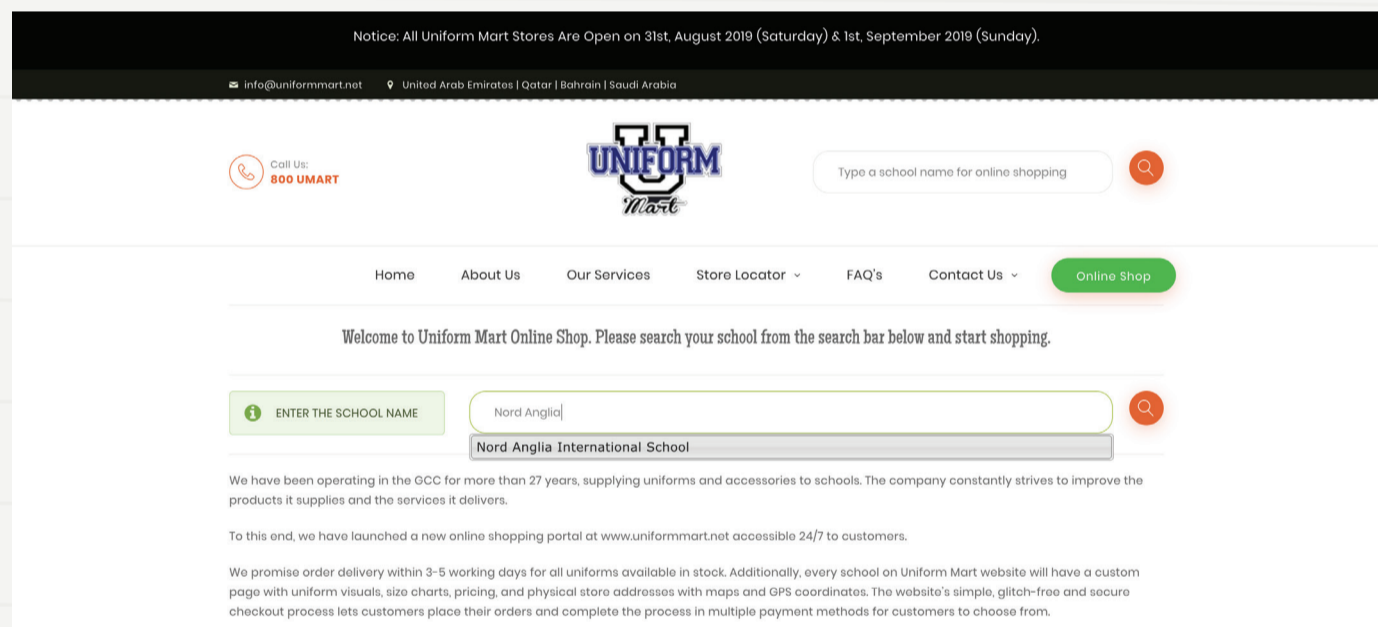 Notice: All Uniform Mart Stores Are Open on 31st, August 2019 (Saturday) & 1st, September 2019 (Sunday).
info@uniformmart.net United Arab Emirates | Qatar | Bahrain | Saudi Arabia
Call Us:
800 UMART
U
UNIFORM
Mart
Type a school name for online shopping
Home About Us Our Services Store Locator FAQ's Contact Us Online Shop
Welcome to Uniform Mart Online Shop. Please search your school from the search bar below and start shopping.
ENTER THE SCHOOL NAME Nord Anglia
Nord Anglia International School
We have been operating in the GCC for more than 27 years, supplying uniforms and accessories to schools. The company constantly strives to improve the
products it supplies and the services it delivers.
To this end, we have launched a new online shopping portal at www.uniformmart.net accessible 24/7 to customers.
We promise order delivery within 3-5 working days for all uniforms available in stock. Additionally, every school on Uniform Mart website will have a custom
page with uniform visuals, size charts, pricing, and physical store addresses with maps and GPS coordinates. The website's simple, glitch-free and secure
checkout process lets customers place their orders and complete the process in multiple payment methods for customers to choose from.